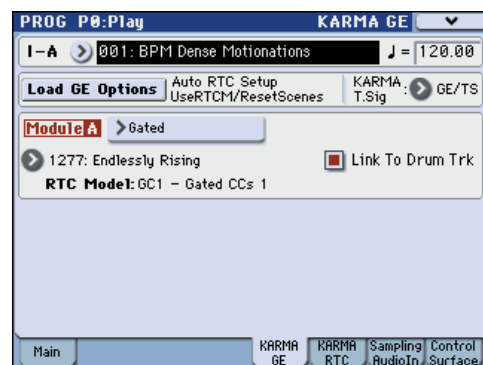 PROG P0:Play KARMA GE
I-A 001: BPM Dense Motionations ♩= 120.00
Load GE Options Auto RTC Setup KARMA T.Sig : GE/TS
UseRTCM/ResetScenes
Module A Gated
1277: Endlessly Rising Link To Drum Trk
RTC Model: GC1 - Gated CCs 1
Main KARMA GE KARMA RTC Sampling AudioIn Control Surface